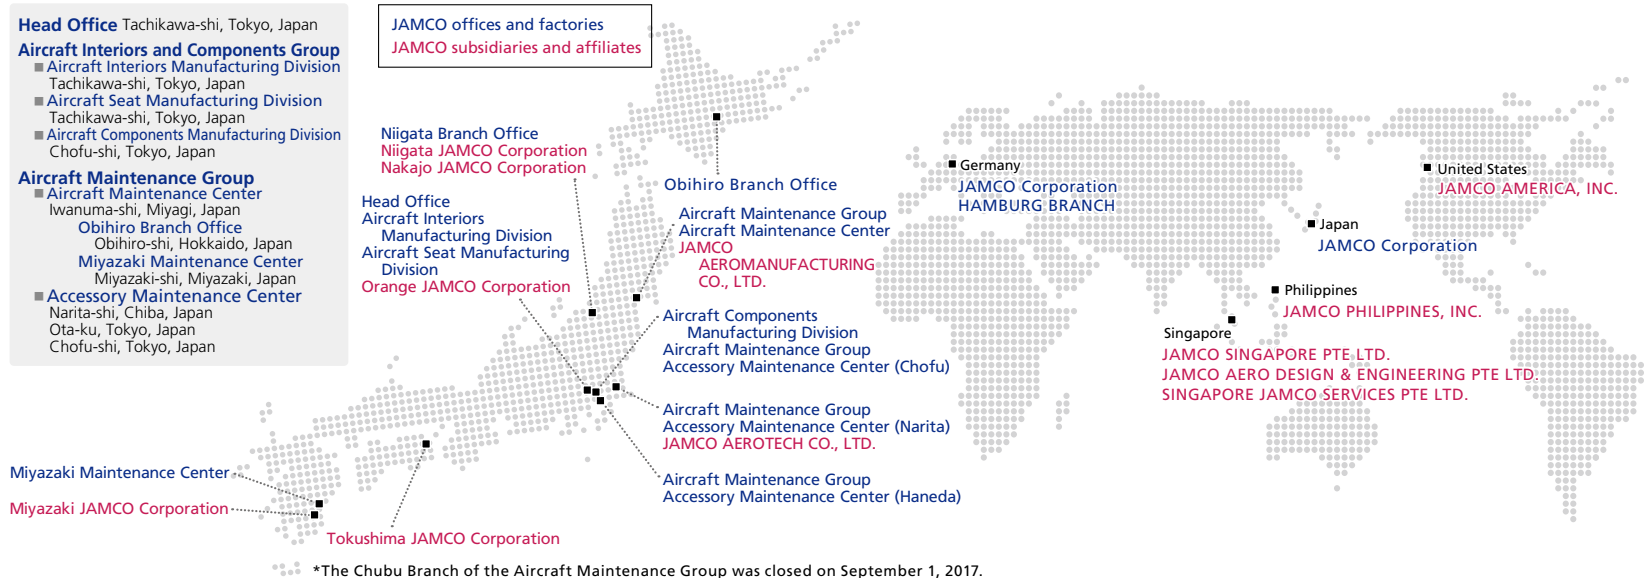 Head Office Tachikawa-shi, Tokyo, Japan
Aircraft Interiors and Components Group
Aircraft Interiors Manufacturing Division
Tachikawa-shi, Tokyo, Japan
Aircraft Seat Manufacturing Division
Tachikawa-shi, Tokyo, Japan
Aircraft Components Manufacturing Division
Chofu-shi, Tokyo, Japan
Aircraft Maintenance Group
Aircraft Maintenance Center
Iwanuma-shi, Miyagi, Japan
Obihiro Branch Office
Obihiro-shi, Hokkaido, Japan
Miyazaki Maintenance Center
Miyazaki-shi, Miyazaki, Japan
Accessory Maintenance Center
Narita-shi, Chiba, Japan
Ota-ku, Tokyo, Japan
Chofu-shi, Tokyo, Japan
JAMCO offices and factories
JAMCO subsidiaries and affiliates
Niigata Branch Office
Niigata JAMCO Corporation
Nakajo JAMCO Corporation
Head Office
Aircraft Interiors
Manufacturing Division
Aircraft Seat Manufacturing
Division
Orange JAMCO Corporation
Obihiro Branch Office
Aircraft Maintenance Group
Aircraft Maintenance Center
JAMCO
AEROMANUFACTURING
CO., LTD.
Aircraft Components
Manufacturing Division
Aircraft Maintenance Group
Accessory Maintenance Center (Chofu)
Aircraft Maintenance Group
Accessory Maintenance Center (Narita)
JAMCO AEROTECH CO., LTD.
Aircraft Maintenance Group
Accessory Maintenance Center (Haneda)
Miyazaki Maintenance Center
Miyazaki JAMCO Corporation
Tokushima JAMCO Corporation
*The Chubu Branch of the Aircraft Maintenance Group was closed on September 1, 2017.
Germany
JAMCO Corporation
HAMBURG BRANCH
United States
JAMCO AMERICA, INC.
Japan
JAMCO Corporation
Philippines
JAMCO PHILIPPINES, INC.
Singapore
JAMCO SINGAPORE PTE LTD.
JAMCO AERO DESIGN & ENGINEERING PTE LTD.
SINGAPORE JAMCO SERVICES PTE LTD.